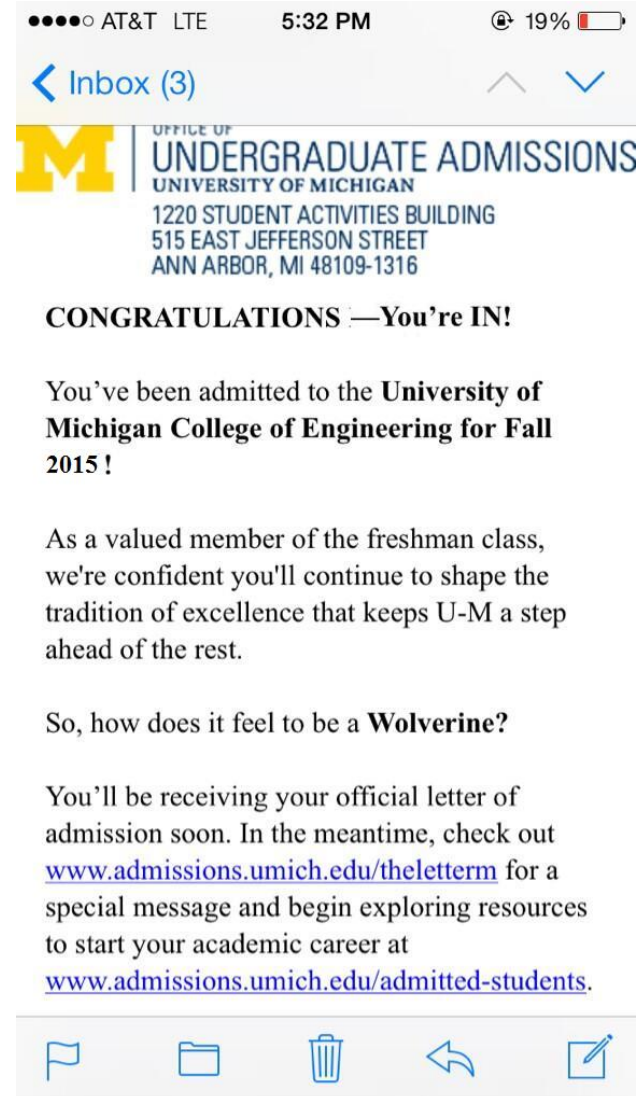 AT&T LTE 5:32 PM 19%
Inbox (3)
M
OFFICE OF
UNDERGRADUATE ADMISSIONS
UNIVERSITY OF MICHIGAN
1220 STUDENT ACTIVITIES BUILDING
515 EAST JEFFERSON STREET
ANN ARBOR, MI 48109-1316
CONGRATULATIONS —You’re IN!
You’ve been admitted to the University of
Michigan College of Engineering for Fall
2015 !
As a valued member of the freshman class,
we're confident you'll continue to shape the
tradition of excellence that keeps U-M a step
ahead of the rest.
So, how does it feel to be a Wolverine?
You’ll be receiving your official letter of
admission soon. In the meantime, check out
www.admissions.umich.edu/theletterm for a
special message and begin exploring resources
to start your academic career at
www.admissions.umich.edu/admitted-students.